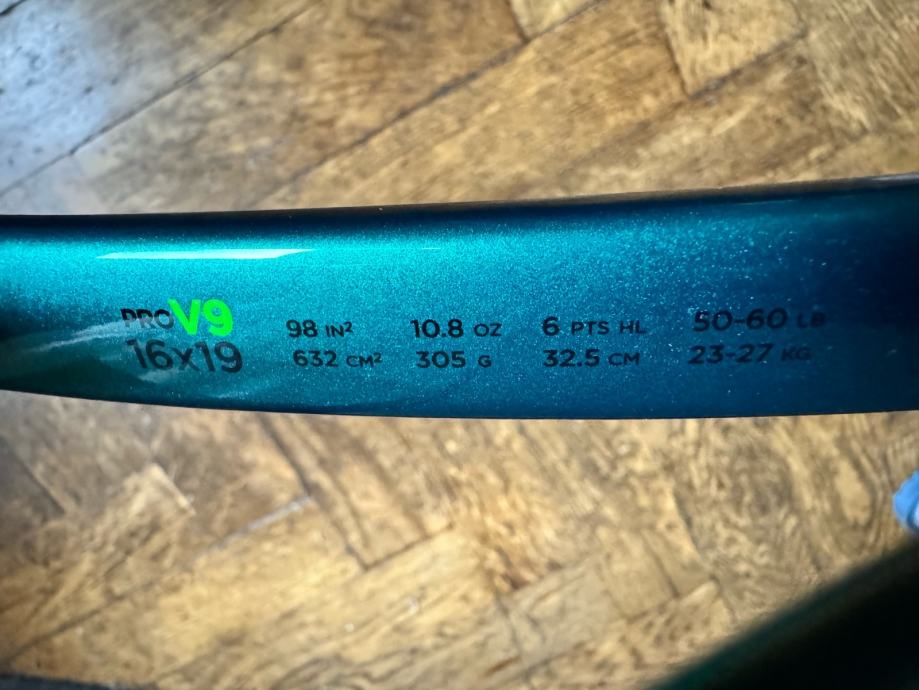 PRO V9 98 IN² 10.8 OZ 6 PTS HL 50-60 LB
16x19 632 CM² 305 G 32.5 CM 23-27 KG